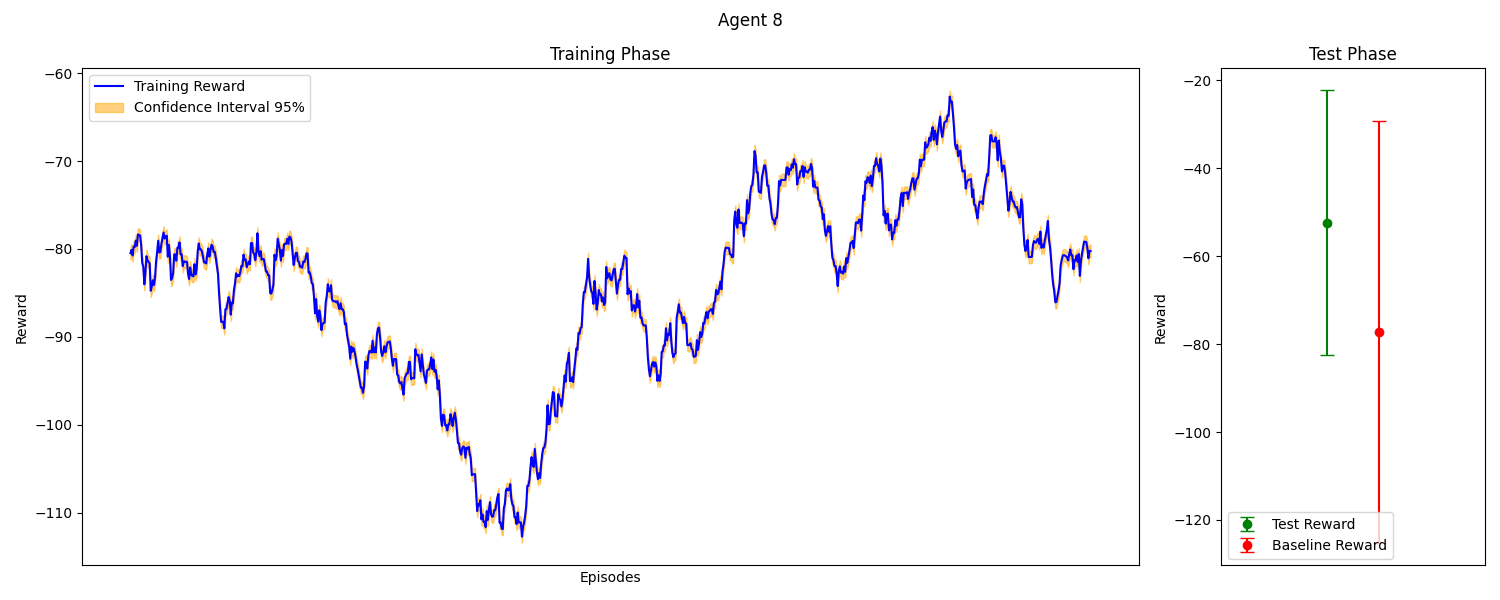 Agent 8
Training Phase
Reward
−60
−70
−80
−90
−100
−110
Training Reward
Confidence Interval 95%
Episodes
Test Phase
Reward
−20
−40
−60
−80
−100
−120
Test Reward
Baseline Reward